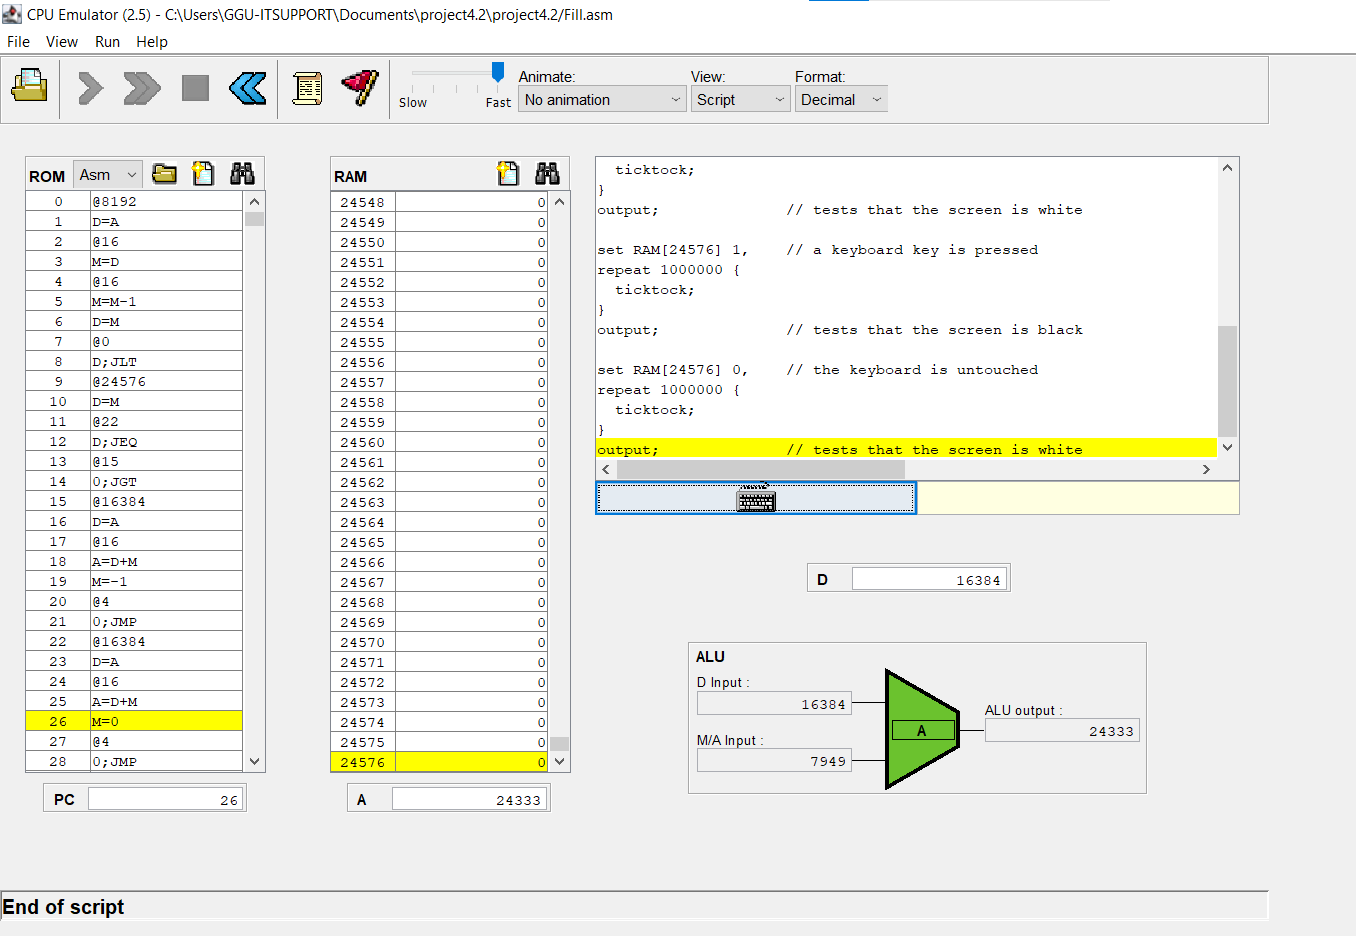 CPU Emulator (2.5) - C:\Users\GGU-ITSUPPORT\Documents\project4.2\project4.2/Fill.asm
File View Run Help
Slow Fast
Animate:
No animation
View:
Script
Format:
Decimal
ROM Asm
0 @8192
1 D=A
2 @16
3 M=D
4 @16
5 M=M-1
6 D=M
7 @0
8 D;JLT
9 @24576
10 D=M
11 @22
12 D;JEQ
13 @15
14 0;JGT
15 @16384
16 D=A
17 @16
18 A=D+M
19 M=-1
20 @4
21 0;JMP
22 @16384
23 D=A
24 @16
25 A=D+M
26 M=0
27 @4
28 0;JMP
PC 26
RAM
24548 0
24549 0
24550 0
24551 0
24552 0
24553 0
24554 0
24555 0
24556 0
24557 0
24558 0
24559 0
24560 0
24561 0
24562 0
24563 0
24564 0
24565 0
24566 0
24567 0
24568 0
24569 0
24570 0
24571 0
24572 0
24573 0
24574 0
24575 0
24576 0
A 24333
ticktock;
}
output; // tests that the screen is white
set RAM[24576] 1, // a keyboard key is pressed
repeat 1000000 {
ticktock;
}
output; // tests that the screen is black
set RAM[24576] 0, // the keyboard is untouched
repeat 1000000 {
ticktock;
}
output; // tests that the screen is white
D 16384
ALU
D Input :
16384
M/A Input :
7949
A
ALU output :
24333
End of script